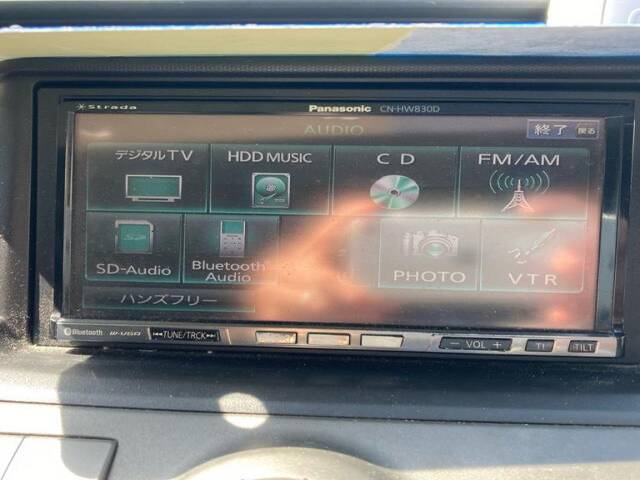 Strada Panasonic CN-HW830D
AUDIO 終了 戻る
デジタルTV HDD MUSIC CD FM/AM
SD-Audio Bluetooth Audio PHOTO VTR
ハンズフリー
Bluetooth TUNE/TRCK − VOL + TILT